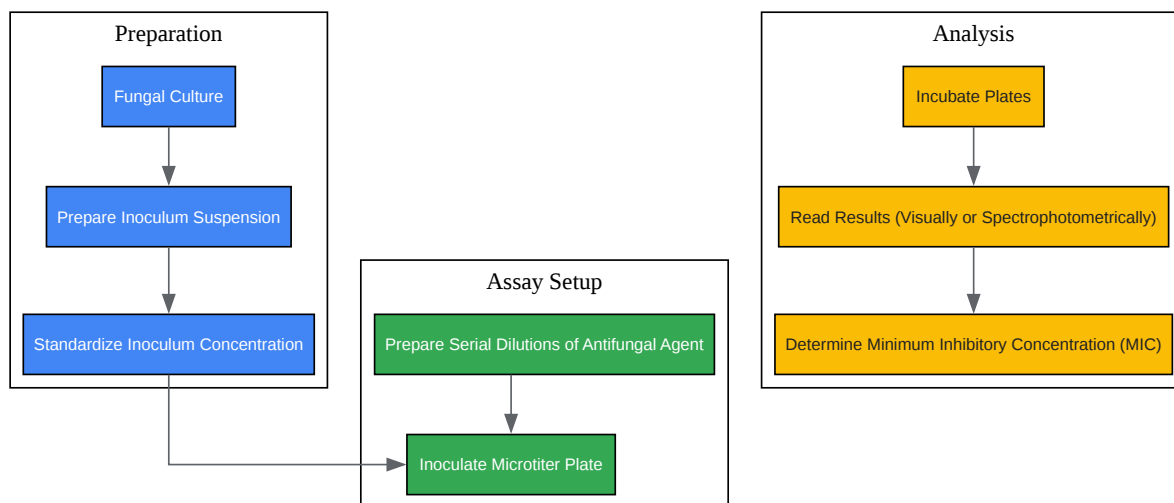 Preparation
Fungal Culture
Prepare Inoculum Suspension
Standardize Inoculum Concentration
Assay Setup
Prepare Serial Dilutions of Antifungal Agent
Inoculate Microtiter Plate
Analysis
Incubate Plates
Read Results (Visually or Spectrophotometrically)
Determine Minimum Inhibitory Concentration (MIC)